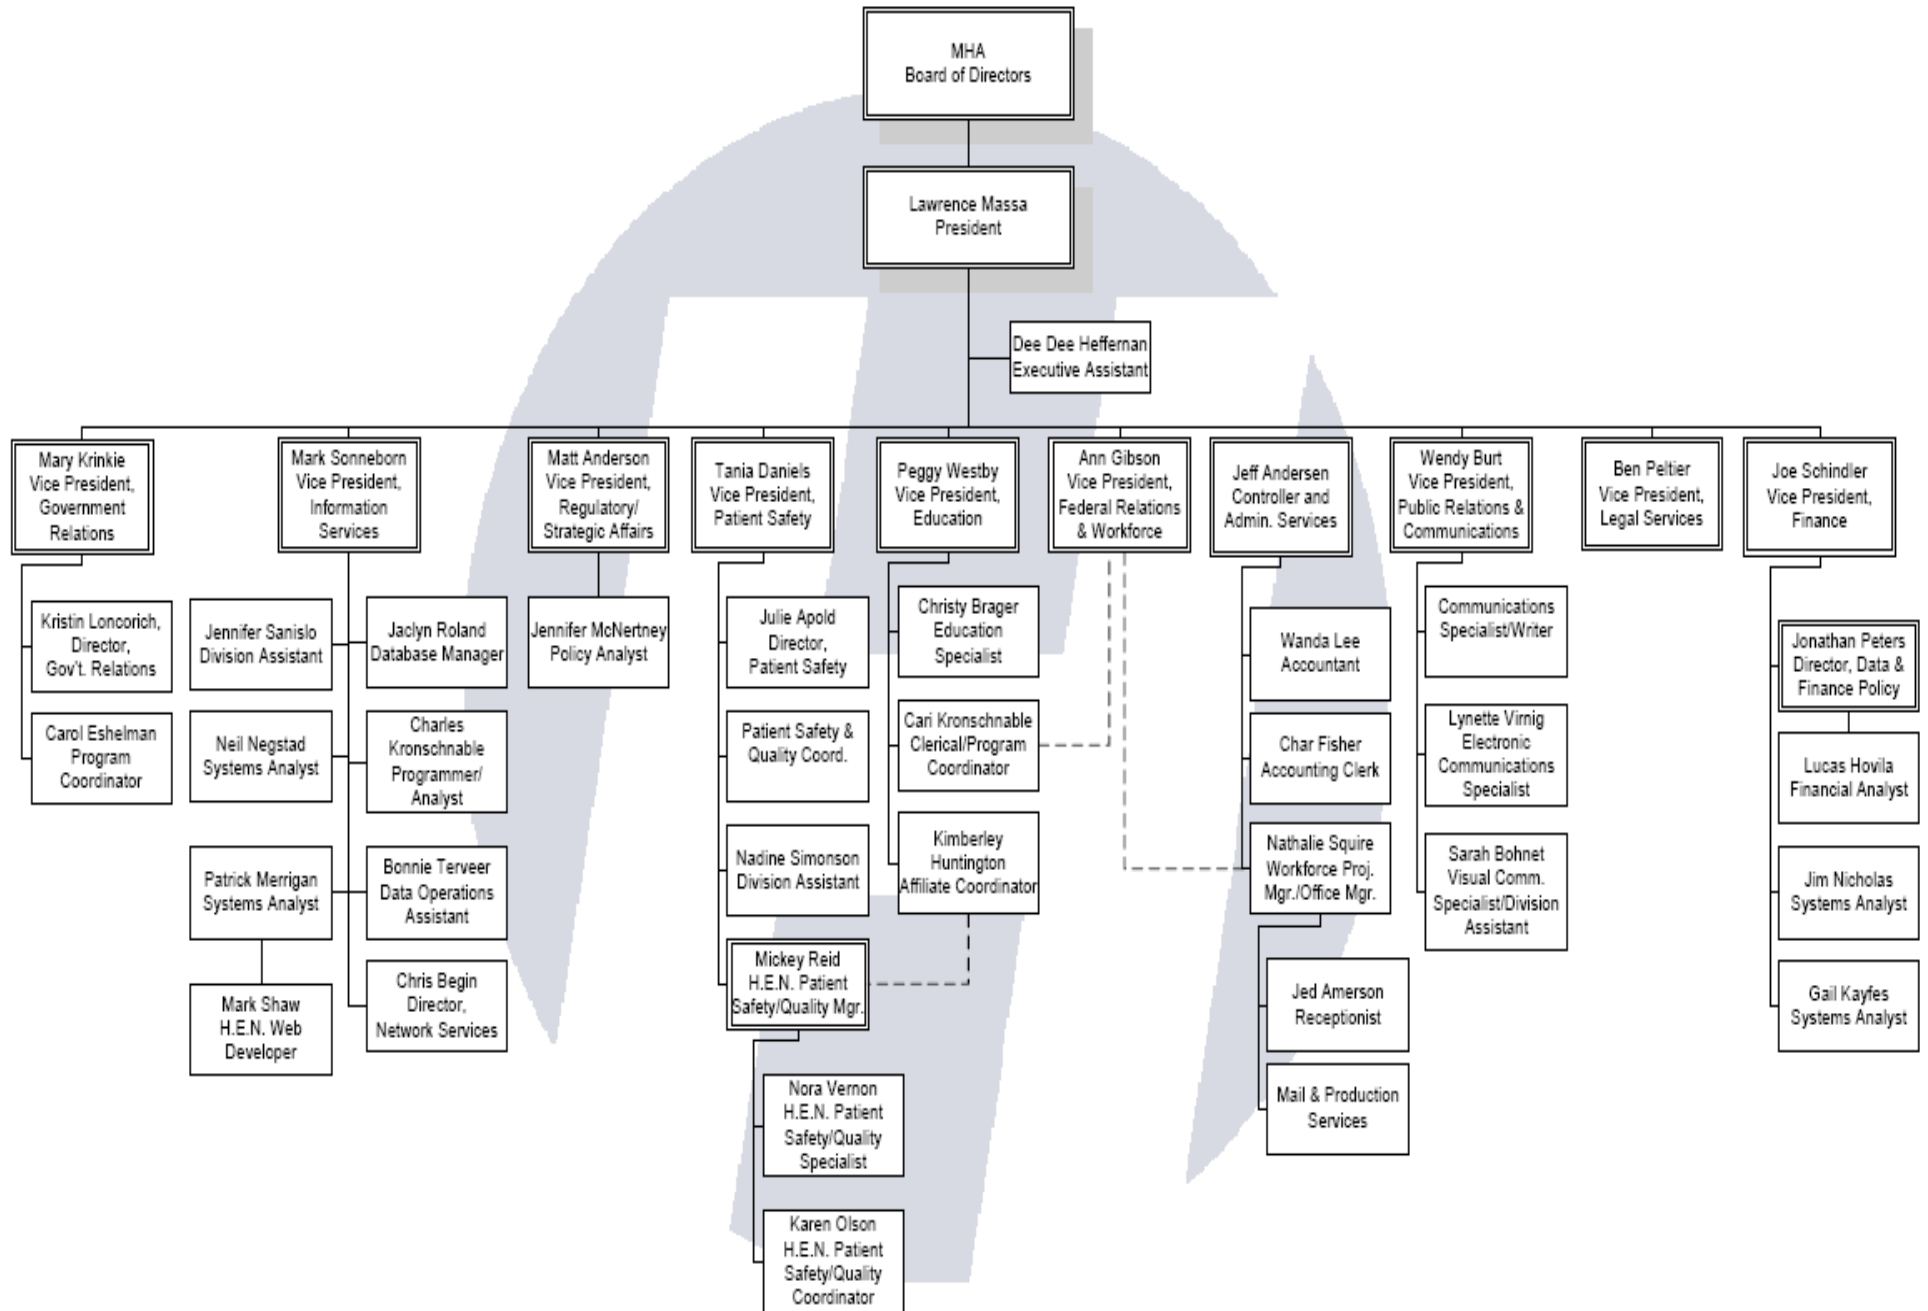 MHA
Board of Directors
Lawrence Massa
President
Dee Dee Heffernan
Executive Assistant
Mary Krinkie
Vice President,
Government
Relations
Mark Sonneborn
Vice President,
Information
Services
Matt Anderson
Vice President,
Regulatory/
Strategic Affairs
Tania Daniels
Vice President,
Patient Safety
Peggy Westby
Vice President,
Education
Ann Gibson
Vice President,
Federal Relations
& Workforce
Jeff Andersen
Controller and
Admin. Services
Wendy Burt
Vice President,
Public Relations &
Communications
Ben Peltier
Vice President,
Legal Services
Joe Schindler
Vice President,
Finance
Kristin Loncorich,
Director,
Gov't. Relations
Carol Eshelman
Program
Coordinator
Jennifer Sanislo
Division Assistant
Neil Negstad
Systems Analyst
Patrick Merrigan
Systems Analyst
Mark Shaw
H.E.N. Web
Developer
Jaclyn Roland
Database Manager
Charles
Kronschnable
Programmer/
Analyst
Bonnie Terveer
Data Operations
Assistant
Chris Begin
Director,
Network Services
Jennifer McNertney
Policy Analyst
Julie Apold
Director,
Patient Safety
Patient Safety &
Quality Coord.
Nadine Simonson
Division Assistant
Mickey Reid
H.E.N. Patient
Safety/Quality Mgr.
Nora Vernon
H.E.N. Patient
Safety/Quality
Specialist
Karen Olson
H.E.N. Patient
Safety/Quality
Coordinator
Christy Brager
Education
Specialist
Cari Kronschnable
Clerical/Program
Coordinator
Kimberley
Huntington
Affiliate Coordinator
Wanda Lee
Accountant
Char Fisher
Accounting Clerk
Nathalie Squire
Workforce Proj.
Mgr./Office Mgr.
Jed Amerson
Receptionist
Mail & Production
Services
Communications
Specialist/Writer
Lynette Virnig
Electronic
Communications
Specialist
Sarah Bohnet
Visual Comm.
Specialist/Division
Assistant
Jonathan Peters
Director, Data &
Finance Policy
Lucas Hovila
Financial Analyst
Jim Nicholas
Systems Analyst
Gail Kayfes
Systems Analyst